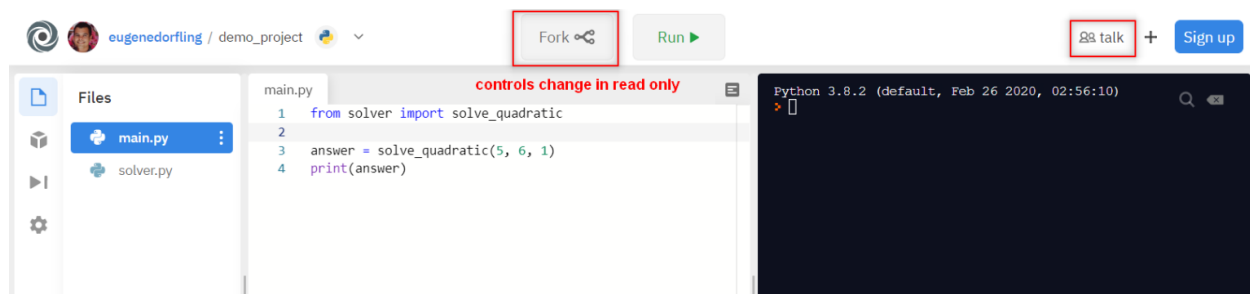 eugenedorfling / demo_project
Fork
Run
talk
+
Sign up
controls change in read only
Files
main.py
solver.py
main.py
1 from solver import solve_quadratic
2
3 answer = solve_quadratic(5, 6, 1)
4 print(answer)
Python 3.8.2 (default, Feb 26 2020, 02:56:10)
>